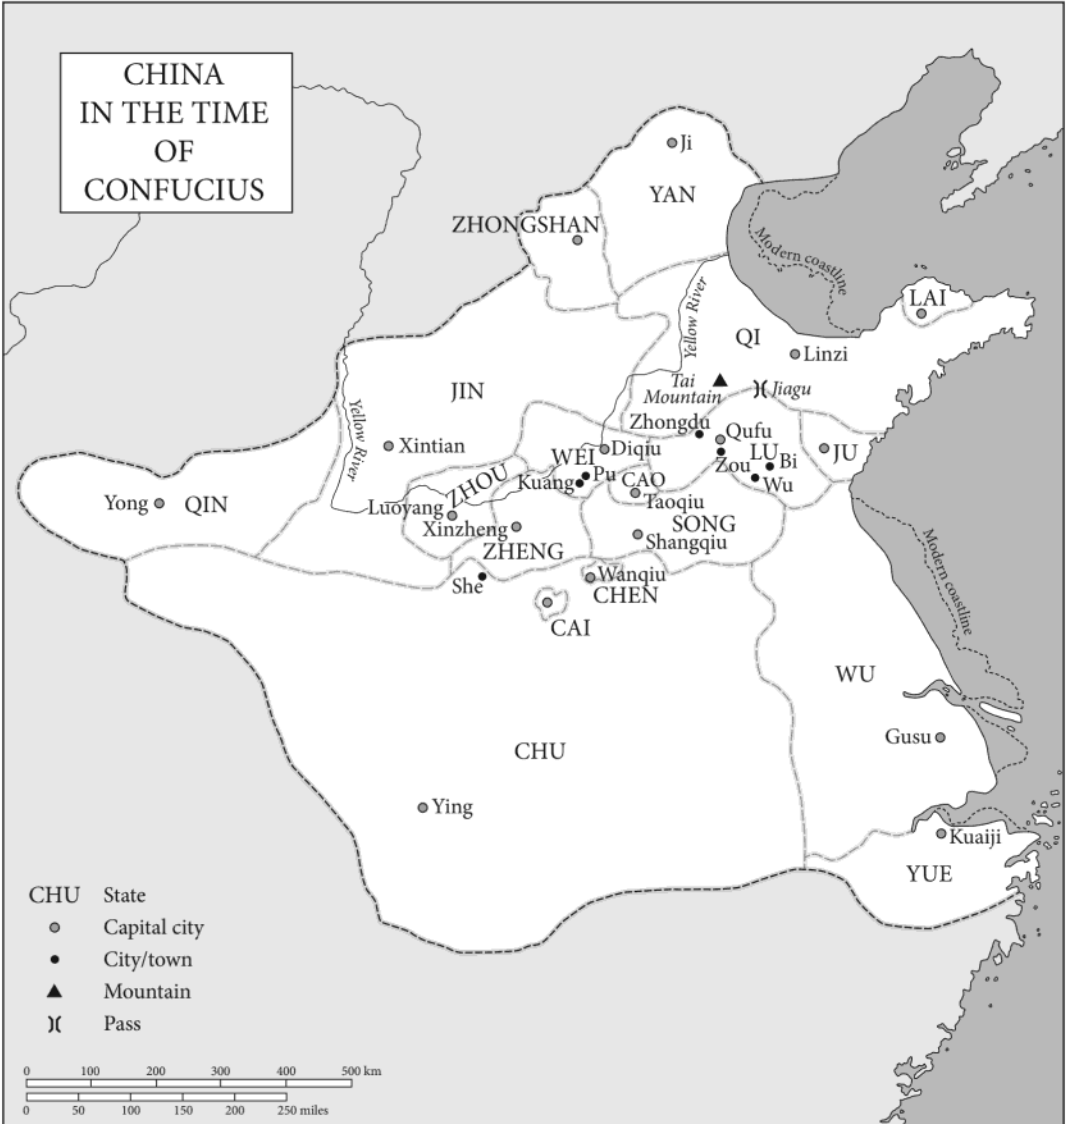 CHINA
IN THE TIME
OF
CONFUCIUS
Ji
YAN
ZHONGSHAN
Modern coastline
LAI
Yellow River
QI
Linzi
Tai
Mountain
Jiagu
JIN
Zhongdu
Qufu
Yellow River
Xintian
Diqiu
LU
JU
WEI
Zou
Bi
ZHOU
Pu
CAO
Kuang
Wu
Yong
QIN
Luoyang
Taoqiu
Xinzheng
SONG
Shangqiu
ZHENG
Modern coastline
She
Wanqiu
CHEN
CAI
WU
CHU
Gusu
Ying
Kuaiji
YUE
CHU State
Capital city
City/town
Mountain
Pass
0 100 200 300 400 500 km
0 50 100 150 200 250 miles